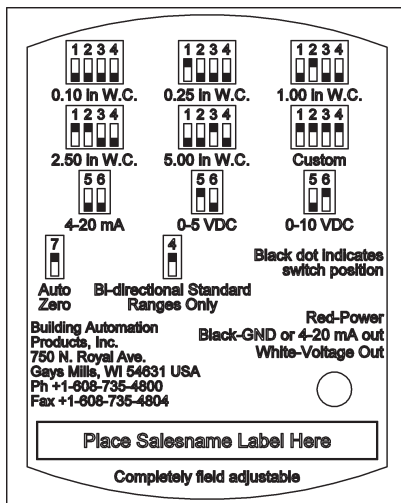 1 2 3 4 1 2 3 4 1 2 3 4
0.10 in W.C. 0.25 in W.C. 1.00 in W.C.
1 2 3 4 1 2 3 4 1 2 3 4
2.50 in W.C. 5.00 in W.C. Custom
5 6 5 6 5 6
4-20 mA 0-5 VDC 0-10 VDC
7 4 Black dot indicates
switch position
Auto Bi-directional Standard
Zero Ranges Only
Red-Power
Black-GND or 4-20 mA out
White-Voltage Out
Building Automation
Products, Inc.
750 N. Royal Ave.
Gays Mills, WI 54631 USA
Ph +1-608-735-4800
Fax +1-608-735-4804
Place Salesname Label Here
Completely field adjustable